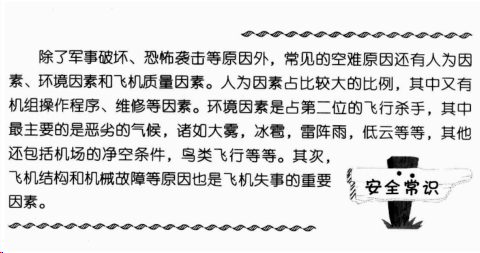 除了军事破坏、恐怖袭击等原因外，常见的空难原因还有人为因
素、环境因素和飞机质量因素。人为因素占比较大的比例，其中又有
机组操作程序、维修等因素。环境因素是占第二位的飞行杀手，其中
最主要的是恶劣的气候，诸如大雾，冰雹，雷阵雨，低云等等，其他
还包括机场的净空条件，鸟类飞行等等。其次，
飞机结构和机械故障等原因也是飞机失事的重要
因素。
安全常识